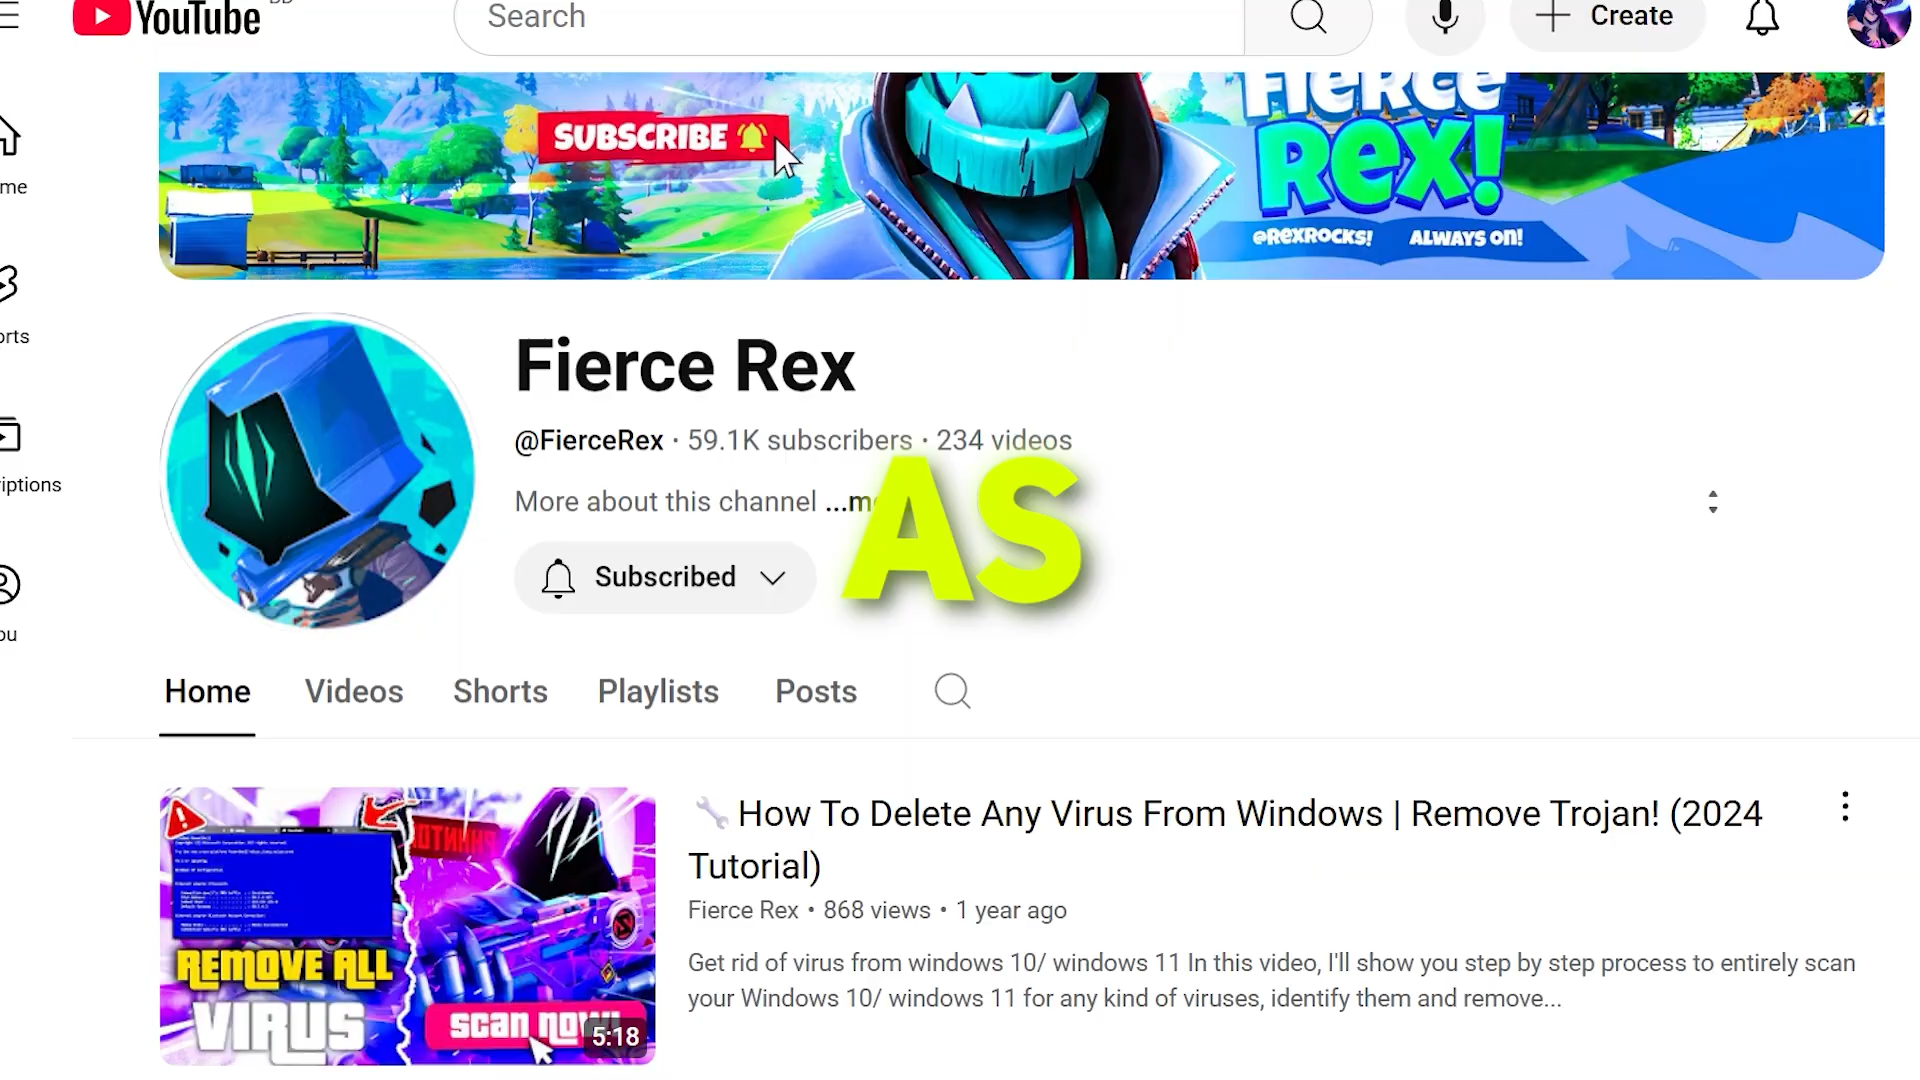 YouTube
Search
Create
SUBSCRIBE
FIERCE
REX!
@REXROCKS! ALWAYS ON!
me
orts
iptions
ou
Fierce Rex
@FierceRex · 59.1K subscribers · 234 videos
More about this channel ...m
AS
Subscribed
Home Videos Shorts Playlists Posts
How To Delete Any Virus From Windows | Remove Trojan! (2024
Tutorial)
Fierce Rex • 868 views • 1 year ago
Get rid of virus from windows 10/ windows 11 In this video, I'll show you step by step process to entirely scan
your Windows 10/ windows 11 for any kind of viruses, identify them and remove...
REMOVE ALL
VIRUS
SCAN NOW!
5:18